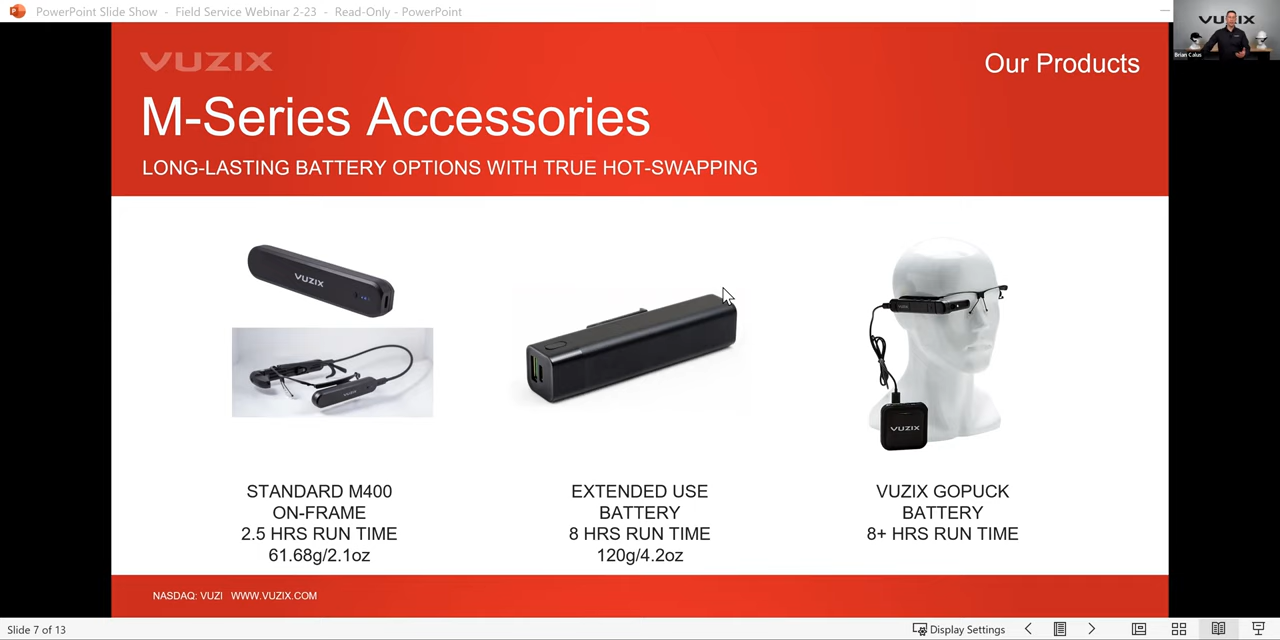 PowerPoint Slide Show - Field Service Webinar 2-23 - Read-Only - PowerPoint
VUZIX
Brian Calus
VUZIX
Our Products
M-Series Accessories
LONG-LASTING BATTERY OPTIONS WITH TRUE HOT-SWAPPING
VUZIX
VUZIX
VUZIX
STANDARD M400
ON-FRAME
2.5 HRS RUN TIME
61.68g/2.1oz
EXTENDED USE
BATTERY
8 HRS RUN TIME
120g/4.2oz
VUZIX GOPUCK
BATTERY
8+ HRS RUN TIME
NASDAQ: VUZI WWW.VUZIX.COM
Slide 7 of 13
Display Settings